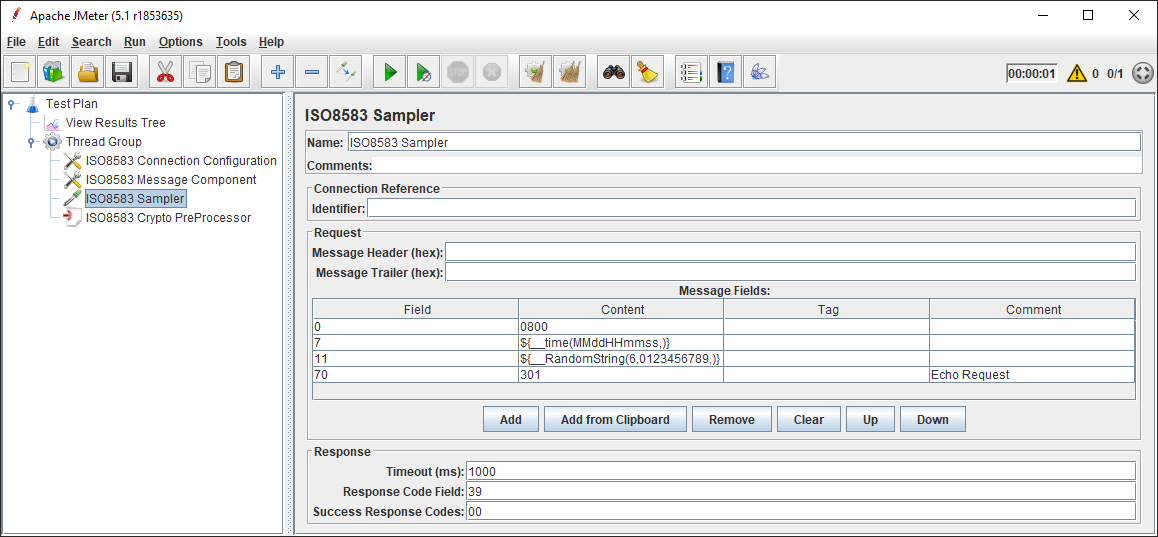 Apache JMeter (5.1 r1853635)
File Edit Search Run Options Tools Help
STOP
00:00:01 0 0/1
Test Plan
View Results Tree
Thread Group
ISO8583 Connection Configuration
ISO8583 Message Component
ISO8583 Sampler
ISO8583 Crypto PreProcessor
ISO8583 Sampler
Name: ISO8583 Sampler
Comments:
Connection Reference
Identifier:
Request
Message Header (hex):
Message Trailer (hex):
Message Fields:
Field Content Tag Comment
0 0800
7 ${__time(MMddHHmmss,)}
11 ${__RandomString(6,0123456789,)}
70 301 Echo Request
Add Add from Clipboard Remove Clear Up Down
Response
Timeout (ms): 1000
Response Code Field: 39
Success Response Codes: 00